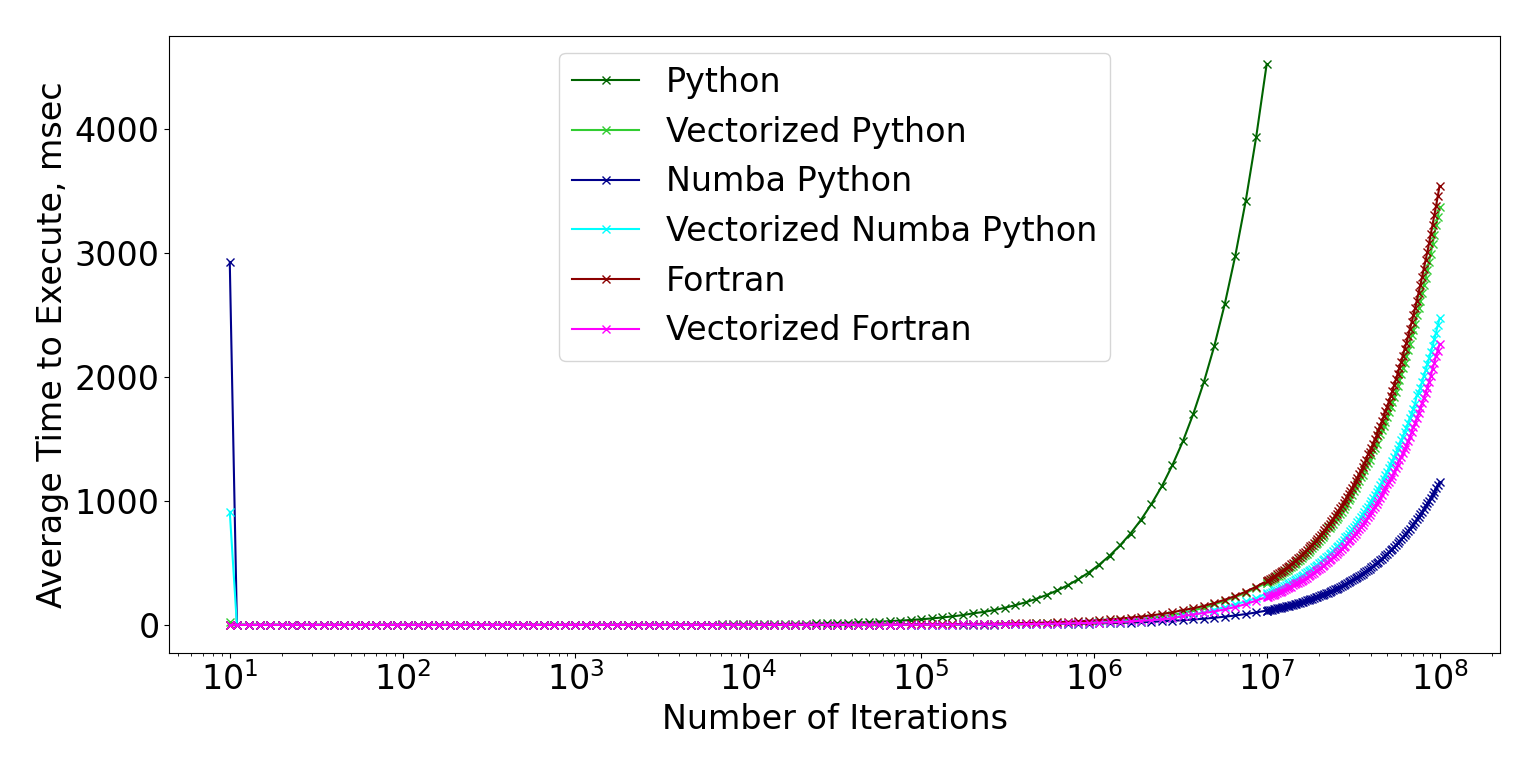 Average Time to Execute, msec
4000
3000
2000
1000
0
Python
Vectorized Python
Numba Python
Vectorized Numba Python
Fortran
Vectorized Fortran
10¹ 10² 10³ 10⁴ 10⁵ 10⁶ 10⁷ 10⁸
Number of Iterations